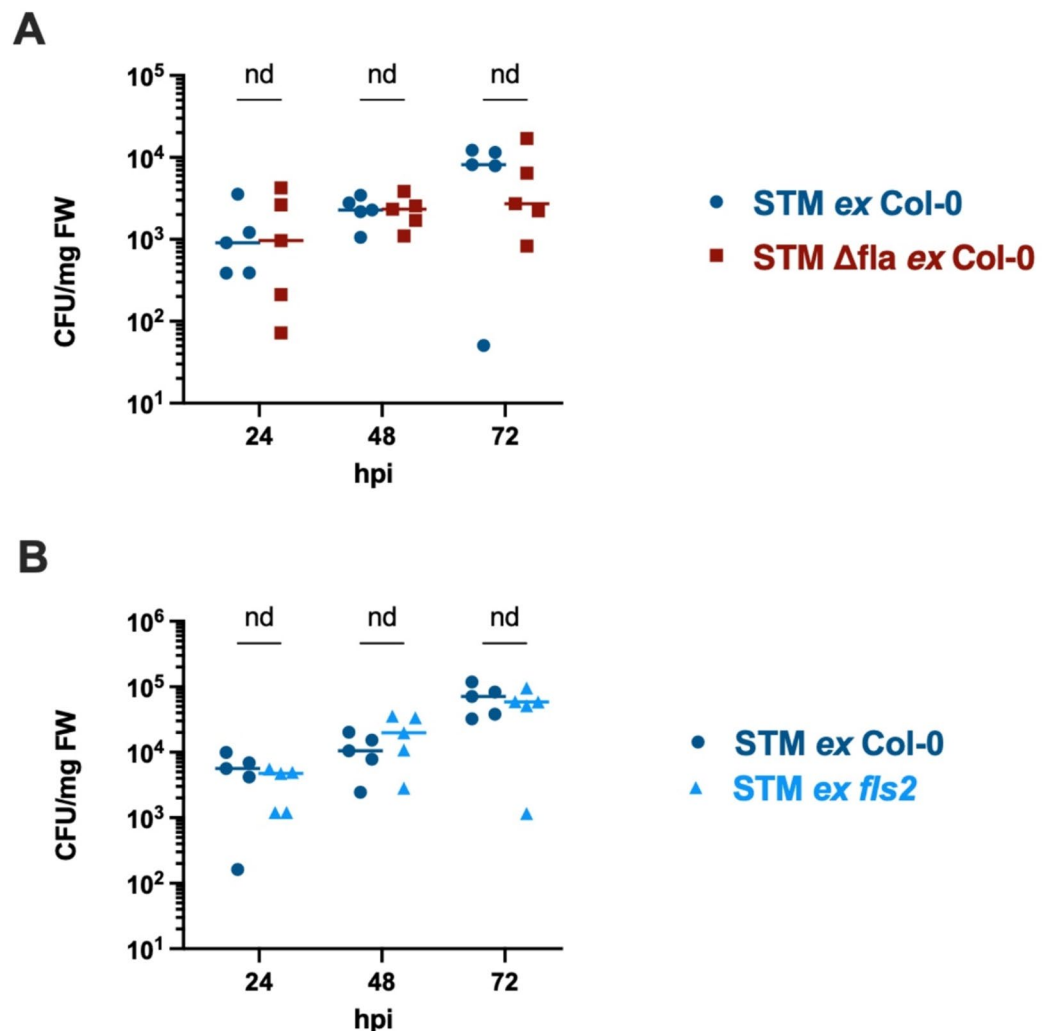 A
CFU/mg FW
10⁵
10⁴
10³
10²
10¹
nd nd nd
24 48 72
hpi
STM ex Col-0
STM Δfla ex Col-0
B
CFU/mg FW
10⁶
10⁵
10⁴
10³
10²
10¹
nd nd nd
24 48 72
hpi
STM ex Col-0
STM ex fls2